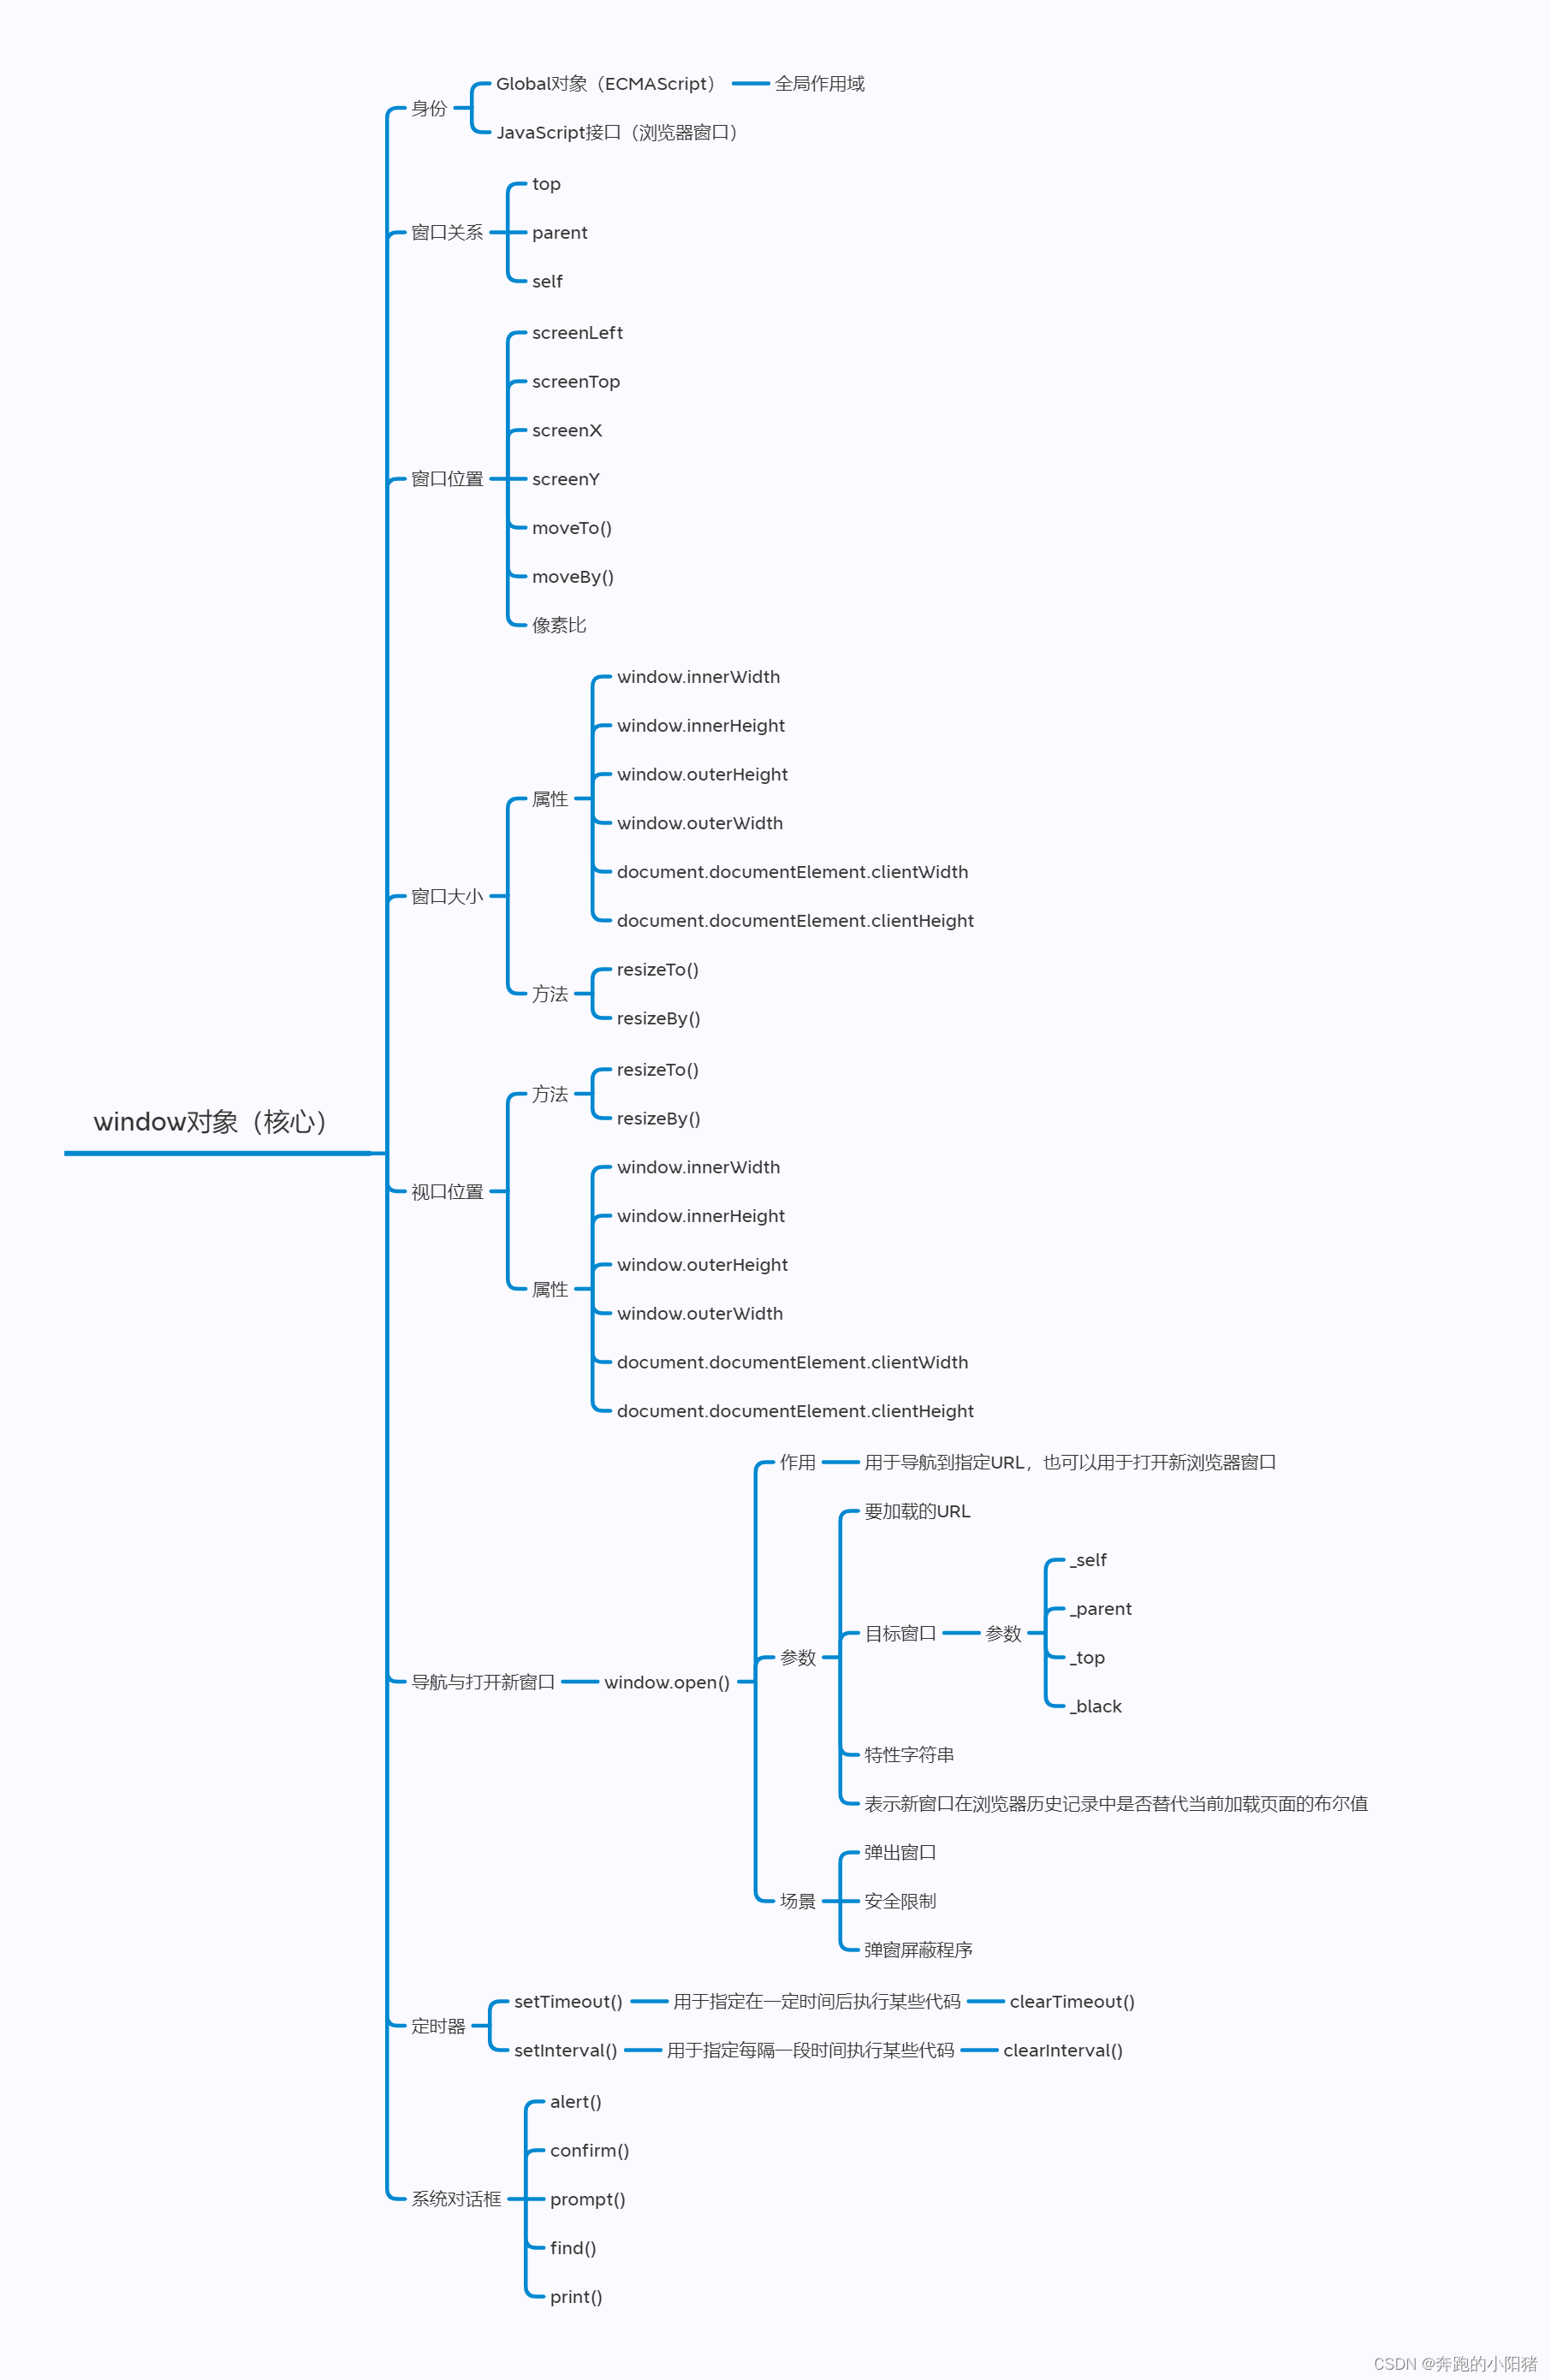 Global对象（ECMAScript） 全局作用域
身份
JavaScript接口（浏览器窗口）
top
窗口关系 parent
self
screenLeft
screenTop
screenX
窗口位置 screenY
moveTo()
moveBy()
像素比
window.innerWidth
window.innerHeight
window.outerHeight
属性
window.outerWidth
document.documentElement.clientWidth
窗口大小
document.documentElement.clientHeight
resizeTo()
方法
resizeBy()
resizeTo()
方法
resizeBy()
window对象（核心）
window.innerWidth
视口位置
window.innerHeight
window.outerHeight
属性
window.outerWidth
document.documentElement.clientWidth
document.documentElement.clientHeight
作用 用于导航到指定URL，也可以用于打开新浏览器窗口
要加载的URL
_self
_parent
目标窗口 参数
参数
_top
导航与打开新窗口 window.open()
_black
特性字符串
表示新窗口在浏览器历史记录中是否替代当前加载页面的布尔值
弹出窗口
场景 安全限制
弹窗屏蔽程序
setTimeout() 用于指定在一定时间后执行某些代码 clearTimeout()
定时器
setInterval() 用于指定每隔一段时间执行某些代码 clearInterval()
alert()
confirm()
系统对话框 prompt()
find()
print()
CSDN @奔跑的小阳猪